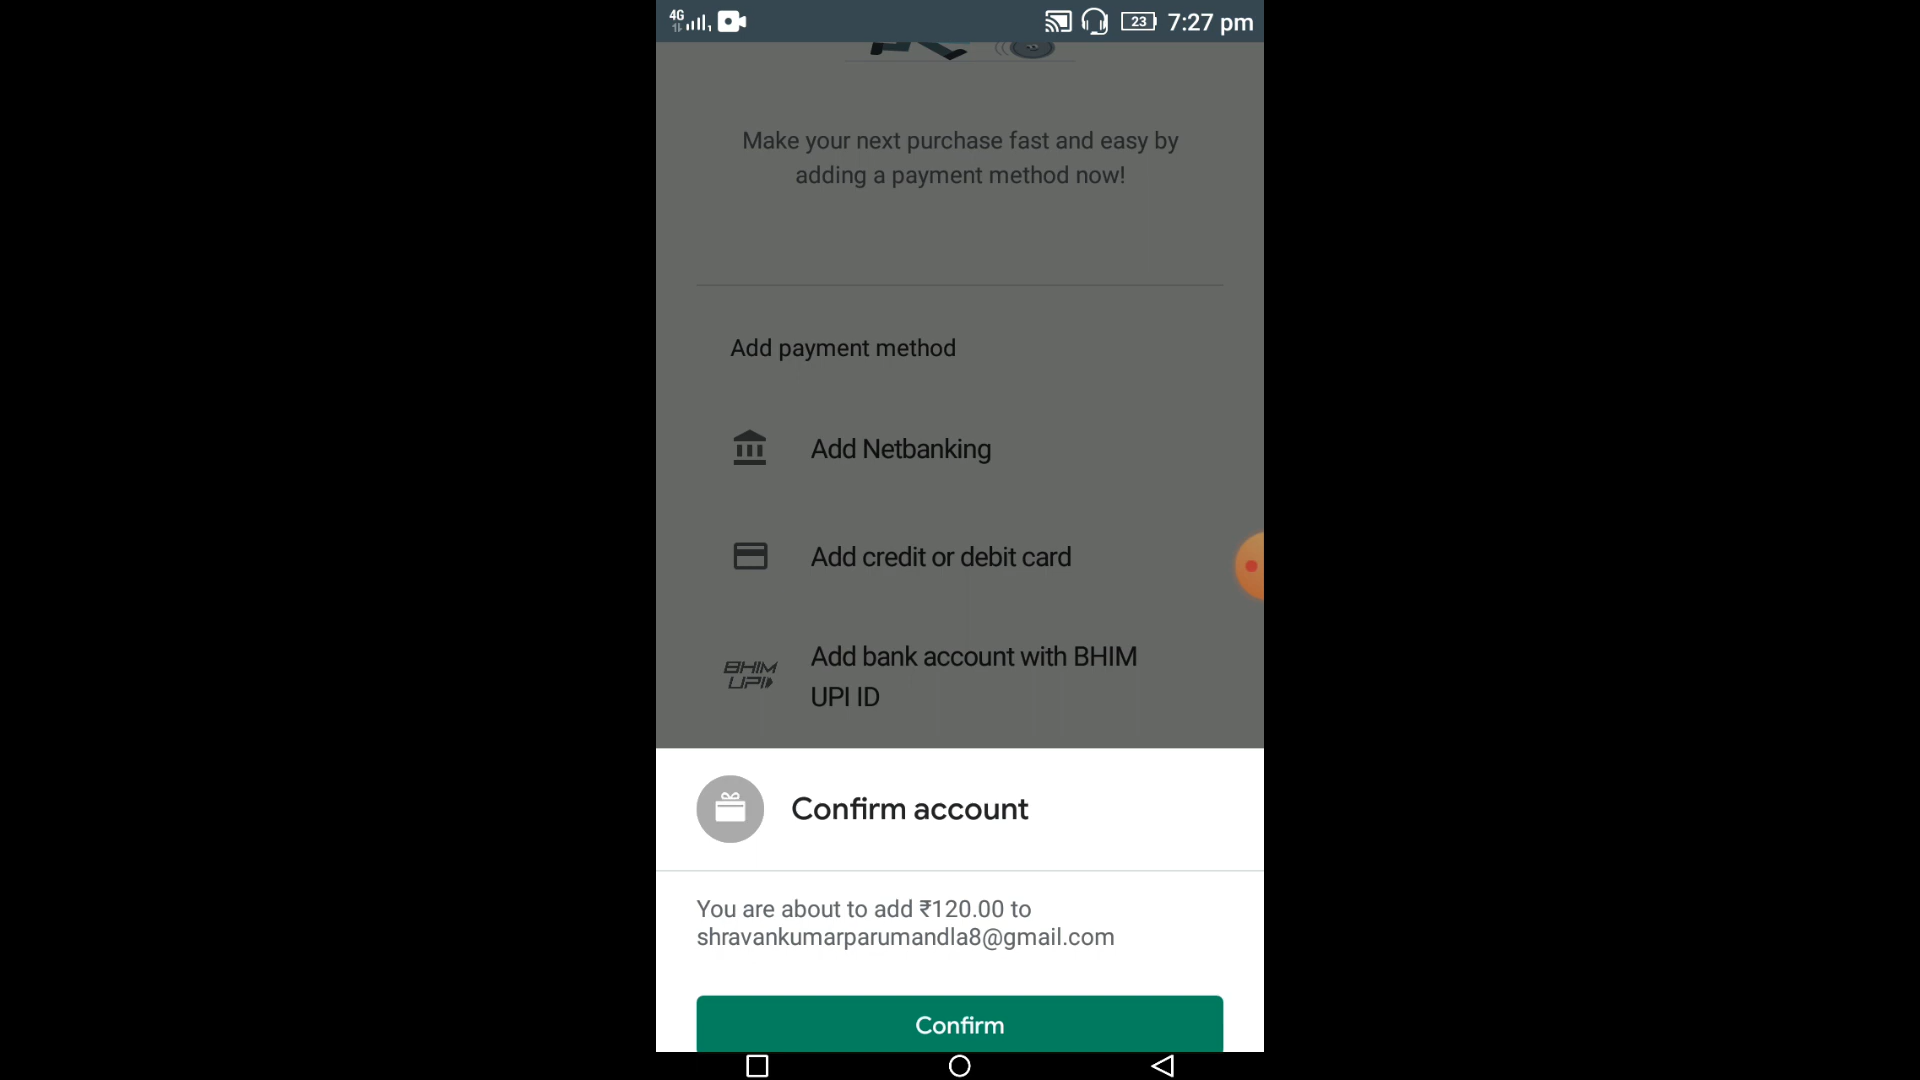 4G 23 7:27 pm
Make your next purchase fast and easy by
adding a payment method now!
Add payment method
Add Netbanking
Add credit or debit card
BHIM
UPI
Add bank account with BHIM
UPI ID
Confirm account
You are about to add ₹120.00 to
shravankumarparumandla8@gmail.com
Confirm